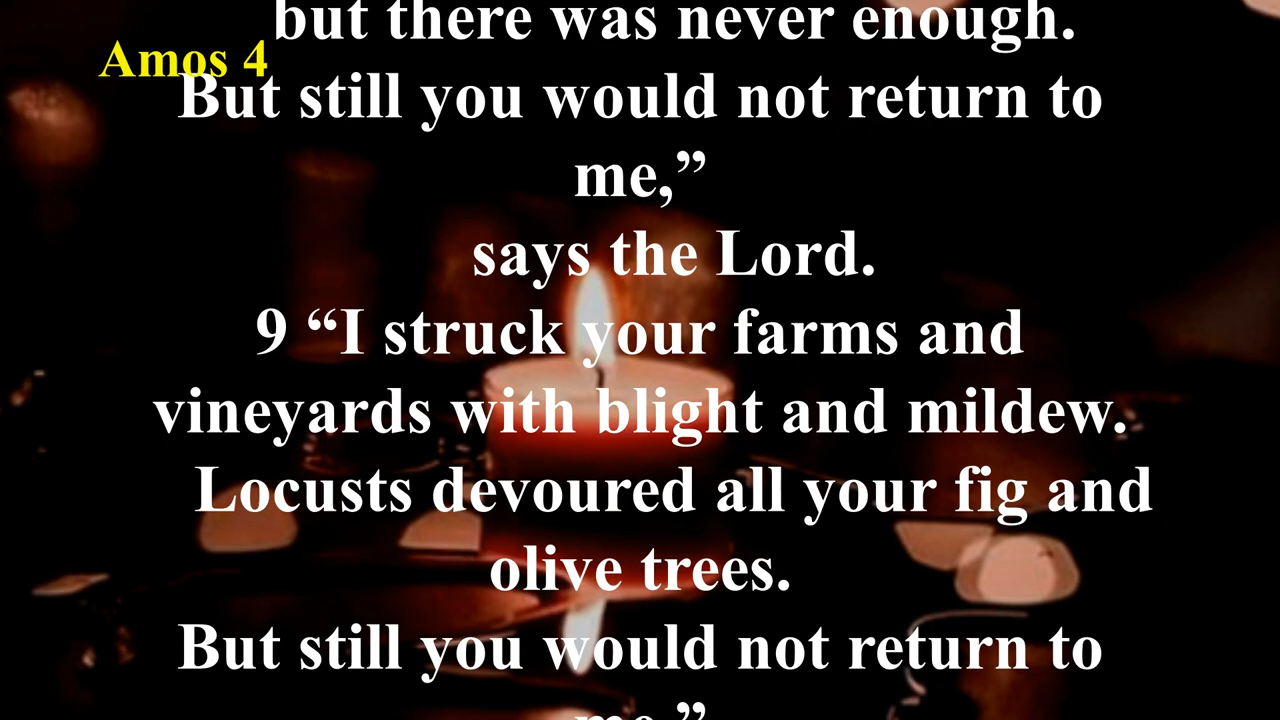 but there was never enough.
Amos 4
But still you would not return to
me,”
says the Lord.
9 “I struck your farms and
vineyards with blight and mildew.
Locusts devoured all your fig and
olive trees.
But still you would not return to
me,”